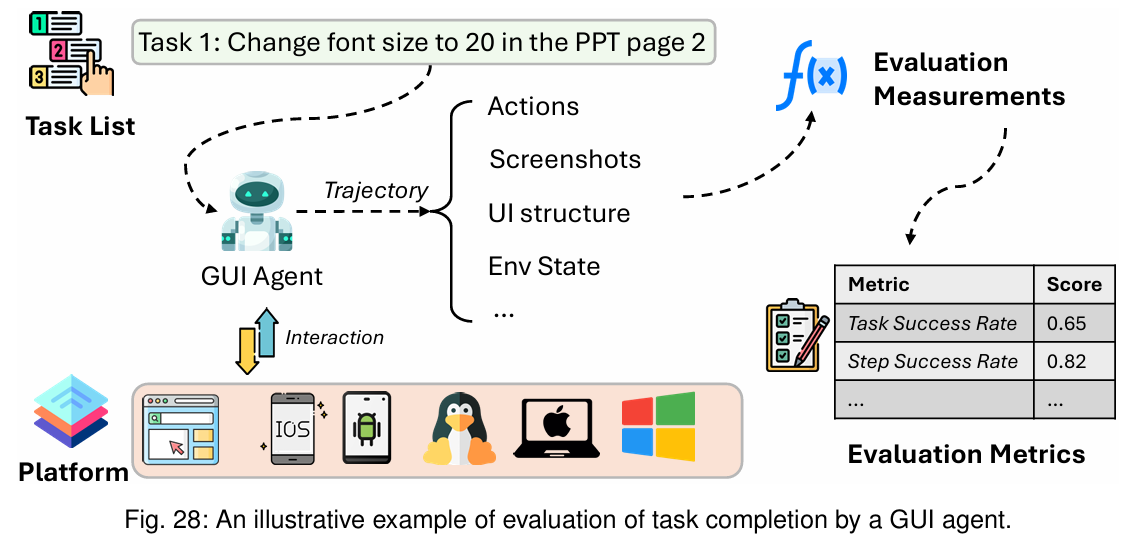 1
2
3
Task List
Task 1: Change font size to 20 in the PPT page 2
GUI Agent
Trajectory
Actions
Screenshots
UI structure
Env State
...
f(x)
Evaluation
Measurements
Interaction
Platform
IOS
Metric Score
Task Success Rate 0.65
Step Success Rate 0.82
... ...
Evaluation Metrics
Fig. 28: An illustrative example of evaluation of task completion by a GUI agent.